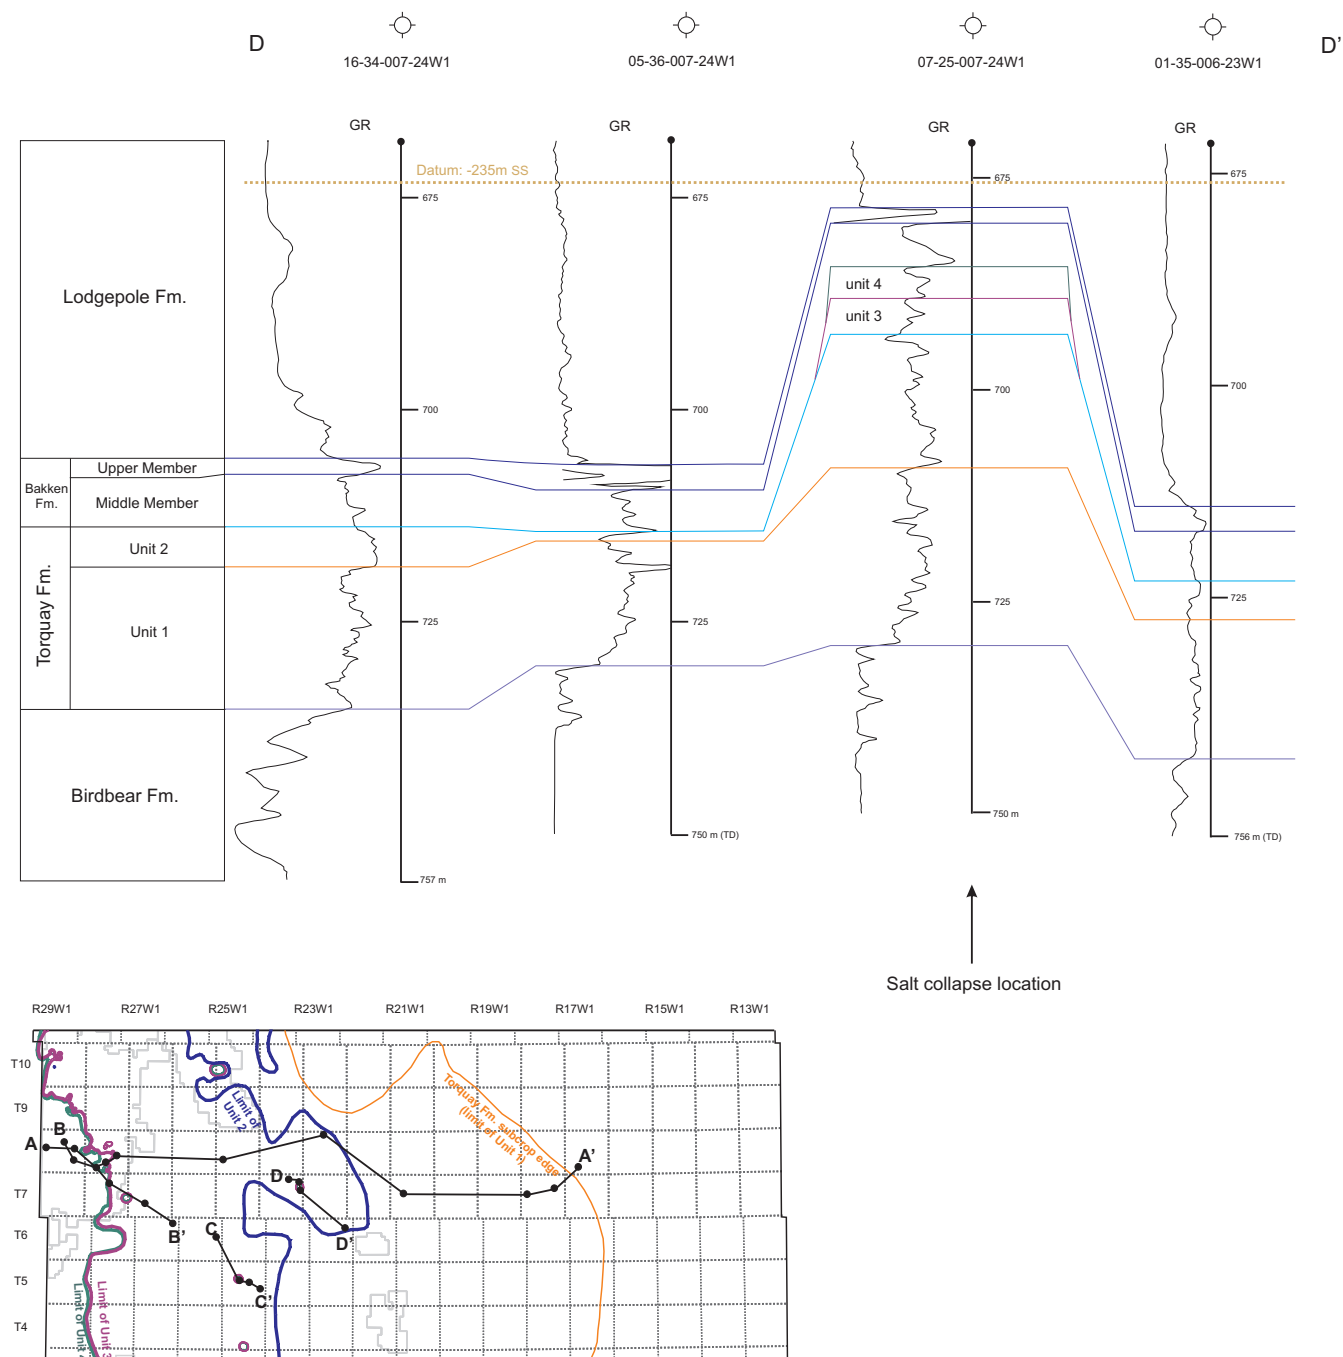 D
D'
16-34-007-24W1
05-36-007-24W1
07-25-007-24W1
01-35-006-23W1
GR
GR
GR
GR
Datum: -235m SS
675
675
675
675
Lodgepole Fm.
unit 4
unit 3
700
700
700
700
Bakken
Fm.
Upper Member
Middle Member
Torquay Fm.
Unit 2
Unit 1
725
725
725
725
Birdbear Fm.
757 m
750 m (TD)
750 m
756 m (TD)
Salt collapse location
R29W1
R27W1
R25W1
R23W1
R21W1
R19W1
R17W1
R15W1
R13W1
T10
T9
T7
T6
T5
T4
Limit of
Unit 2
Torquay Fm. subcrop edge
(limit of Unit 1)
A
B
A'
D
B'
C
D'
C'
Limit of Unit 3
Limit of Unit 4